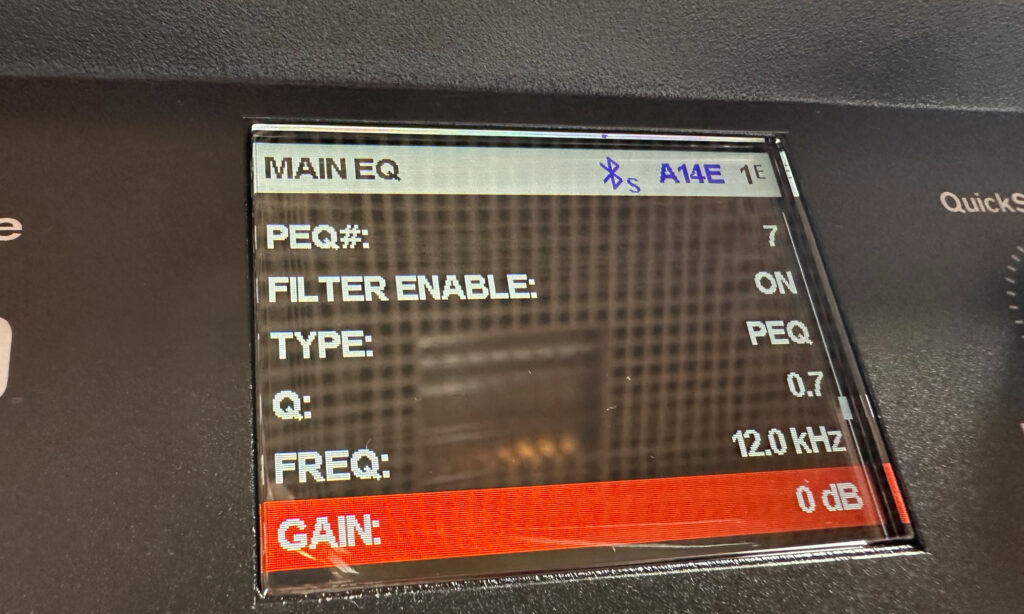 MAIN EQ S A14E 1E
PEQ#: 7
FILTER ENABLE: ON
TYPE: PEQ
Q: 0.7
FREQ: 12.0 kHz
GAIN: 0 dB
QuickS
e